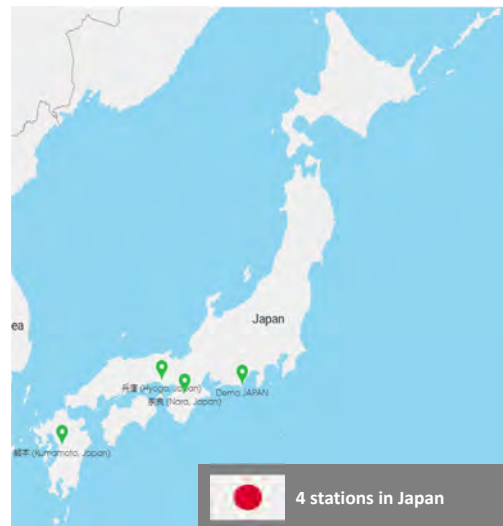 ea
Japan
兵庫 (Hyogo, Japan)
Demo JAPAN
奈良 (Nara, Japan)
熊本 (Kumamoto, Japan)
4 stations in Japan